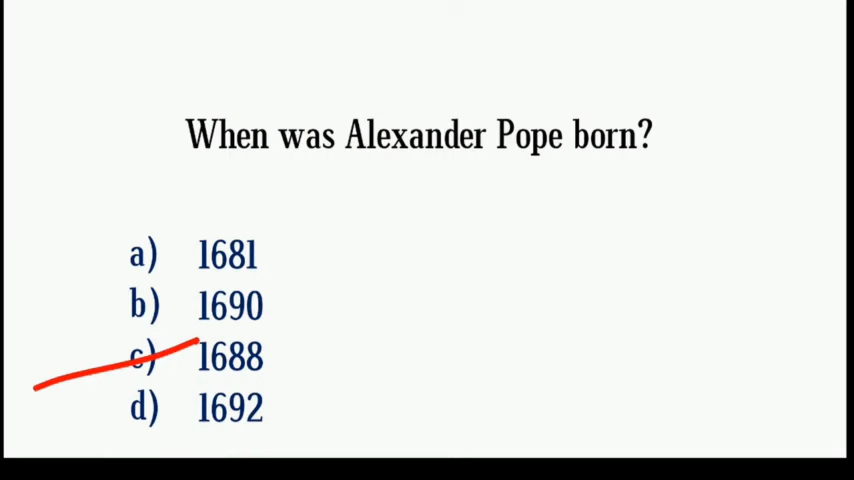 When was Alexander Pope born?
a) 1681
b) 1690
c) 1688
d) 1692